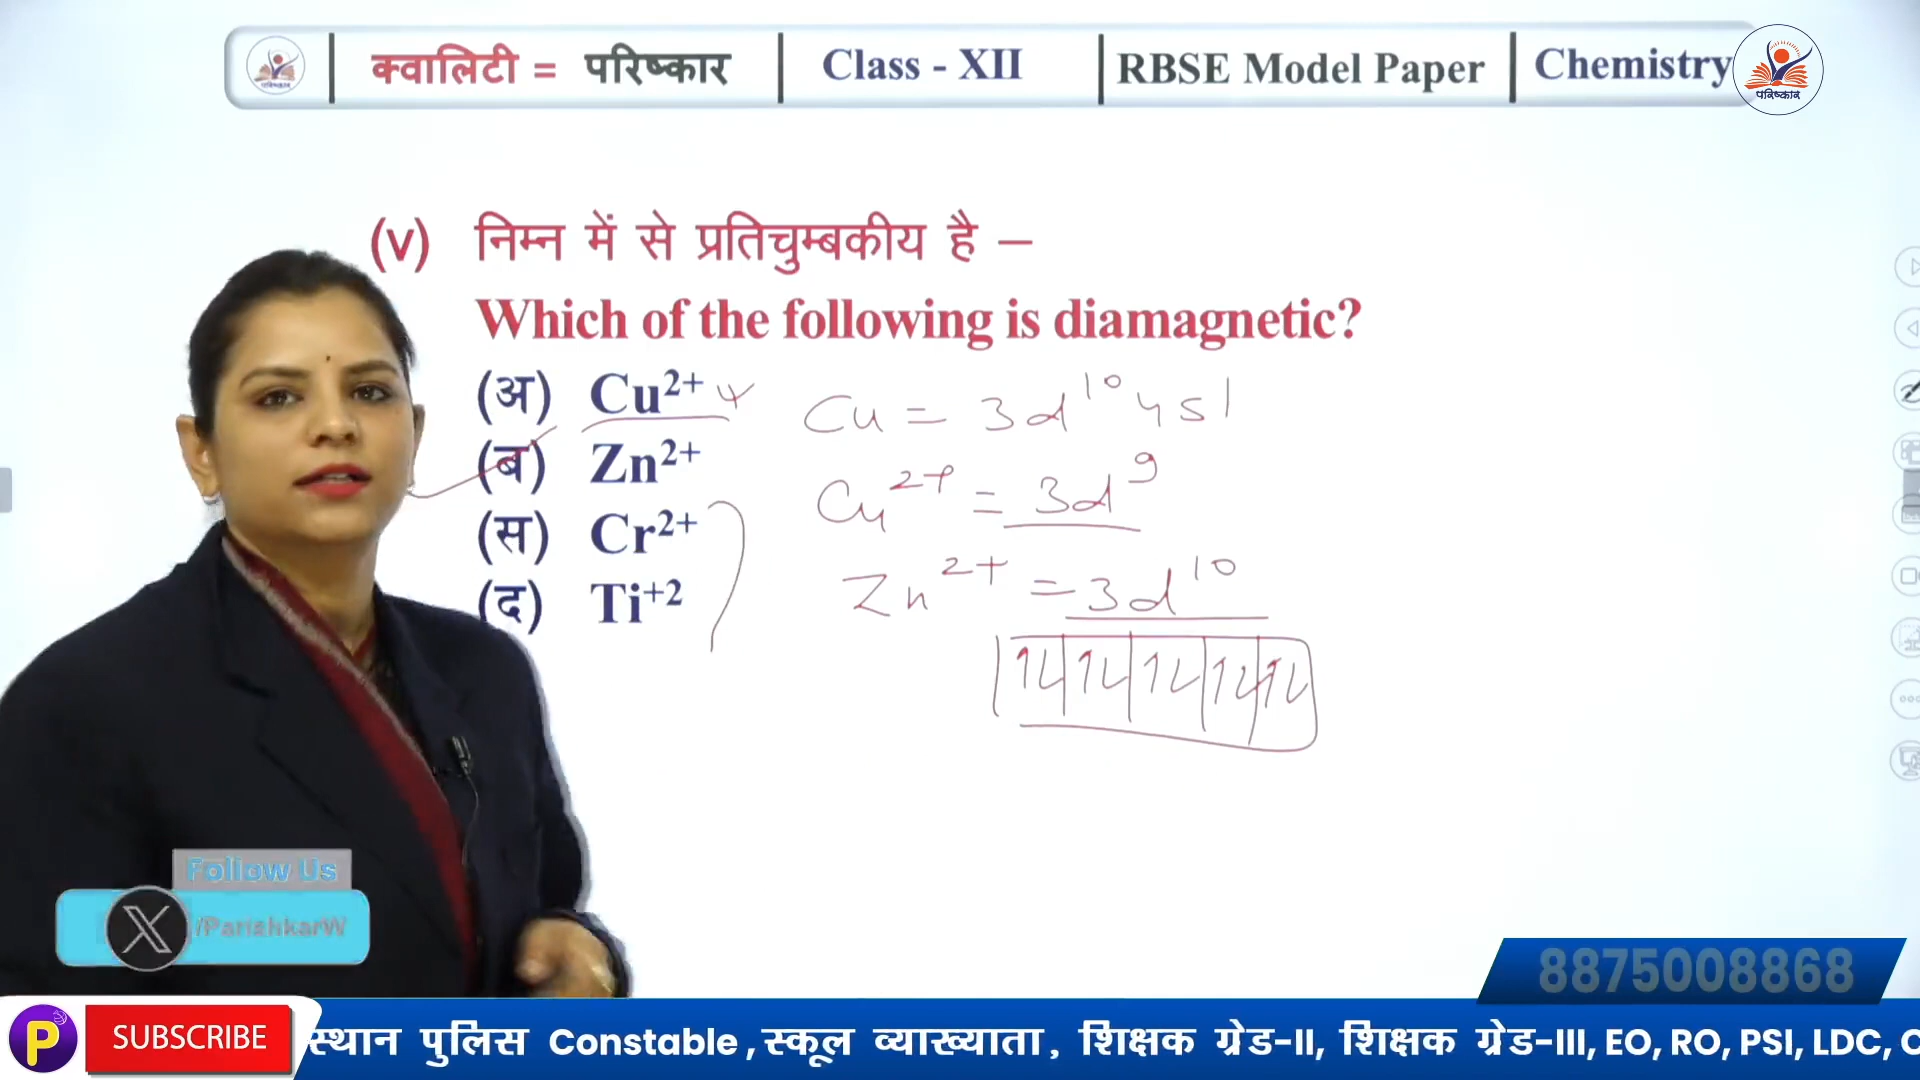 क्वालिटी = परिष्कार Class - XII RBSE Model Paper Chemistry
परिष्कार
(v) निम्न में से प्रतिचुम्बकीय है –
Which of the following is diamagnetic?
(अ) Cu²⁺
(ब) Zn²⁺
(स) Cr²⁺
(द) Ti⁺²
Cu = 3d¹⁰ 4s1
Cu²⁺ = 3d⁹
Zn²⁺ = 3d¹⁰
Follow Us
/ParishkarW
8875008868
P SUBSCRIBE स्थान पुलिस Constable, स्कूल व्याख्याता, शिक्षक ग्रेड-II, शिक्षक ग्रेड-III, EO, RO, PSI, LDC,